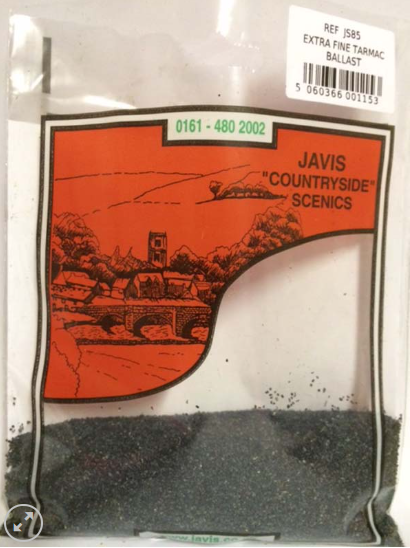 REF JS85
EXTRA FINE TARMAC
BALLAST
5 060366 001153
0161 - 480 2002
JAVIS
"COUNTRYSIDE"
SCENICS